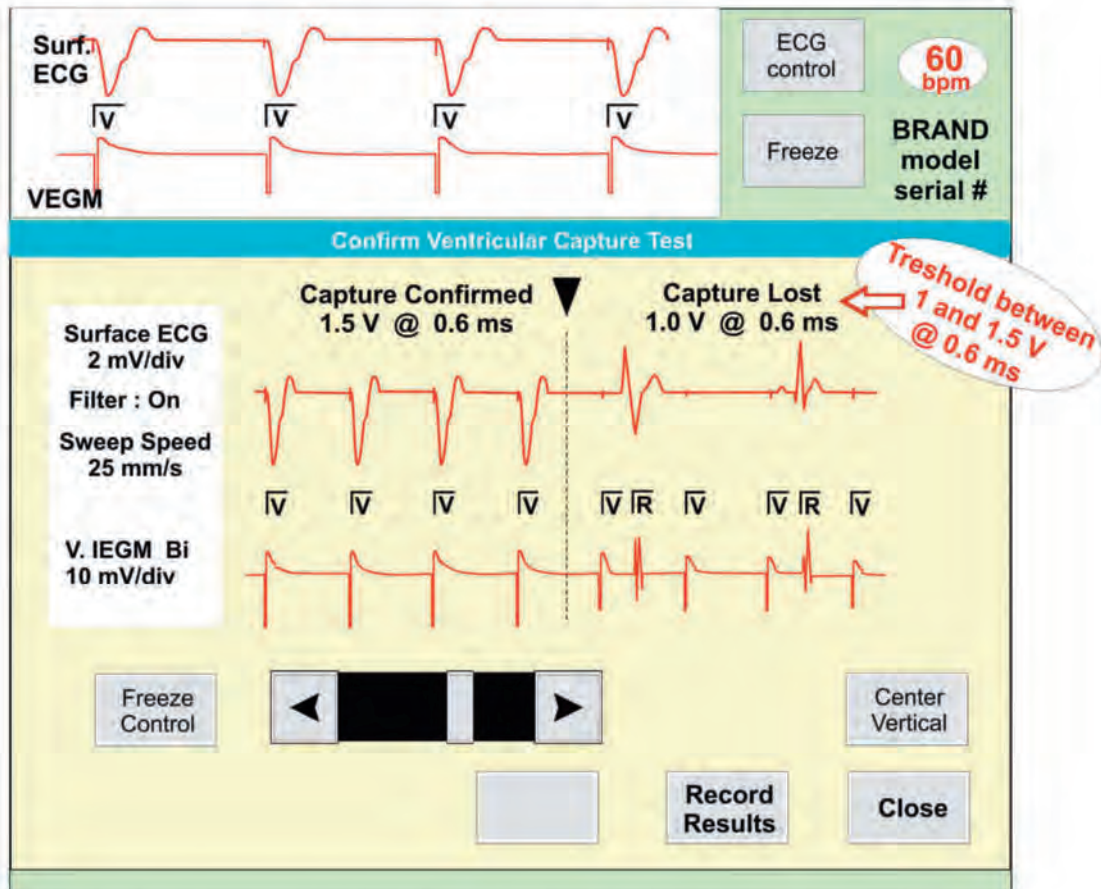 Surf.
ECG
V V V V
VEGM
ECG
control
60
bpm
Freeze
BRAND
model
serial #
Confirm Ventricular Capture Test
Capture Confirmed
1.5 V @ 0.6 ms
Capture Lost
1.0 V @ 0.6 ms
Treshold between
1 and 1.5 V
@ 0.6 ms
Surface ECG
2 mV/div
Filter : On
Sweep Speed
25 mm/s
V V V V V R V V R V
V. IEGM Bi
10 mV/div
Freeze
Control
Center
Vertical
Record
Results
Close